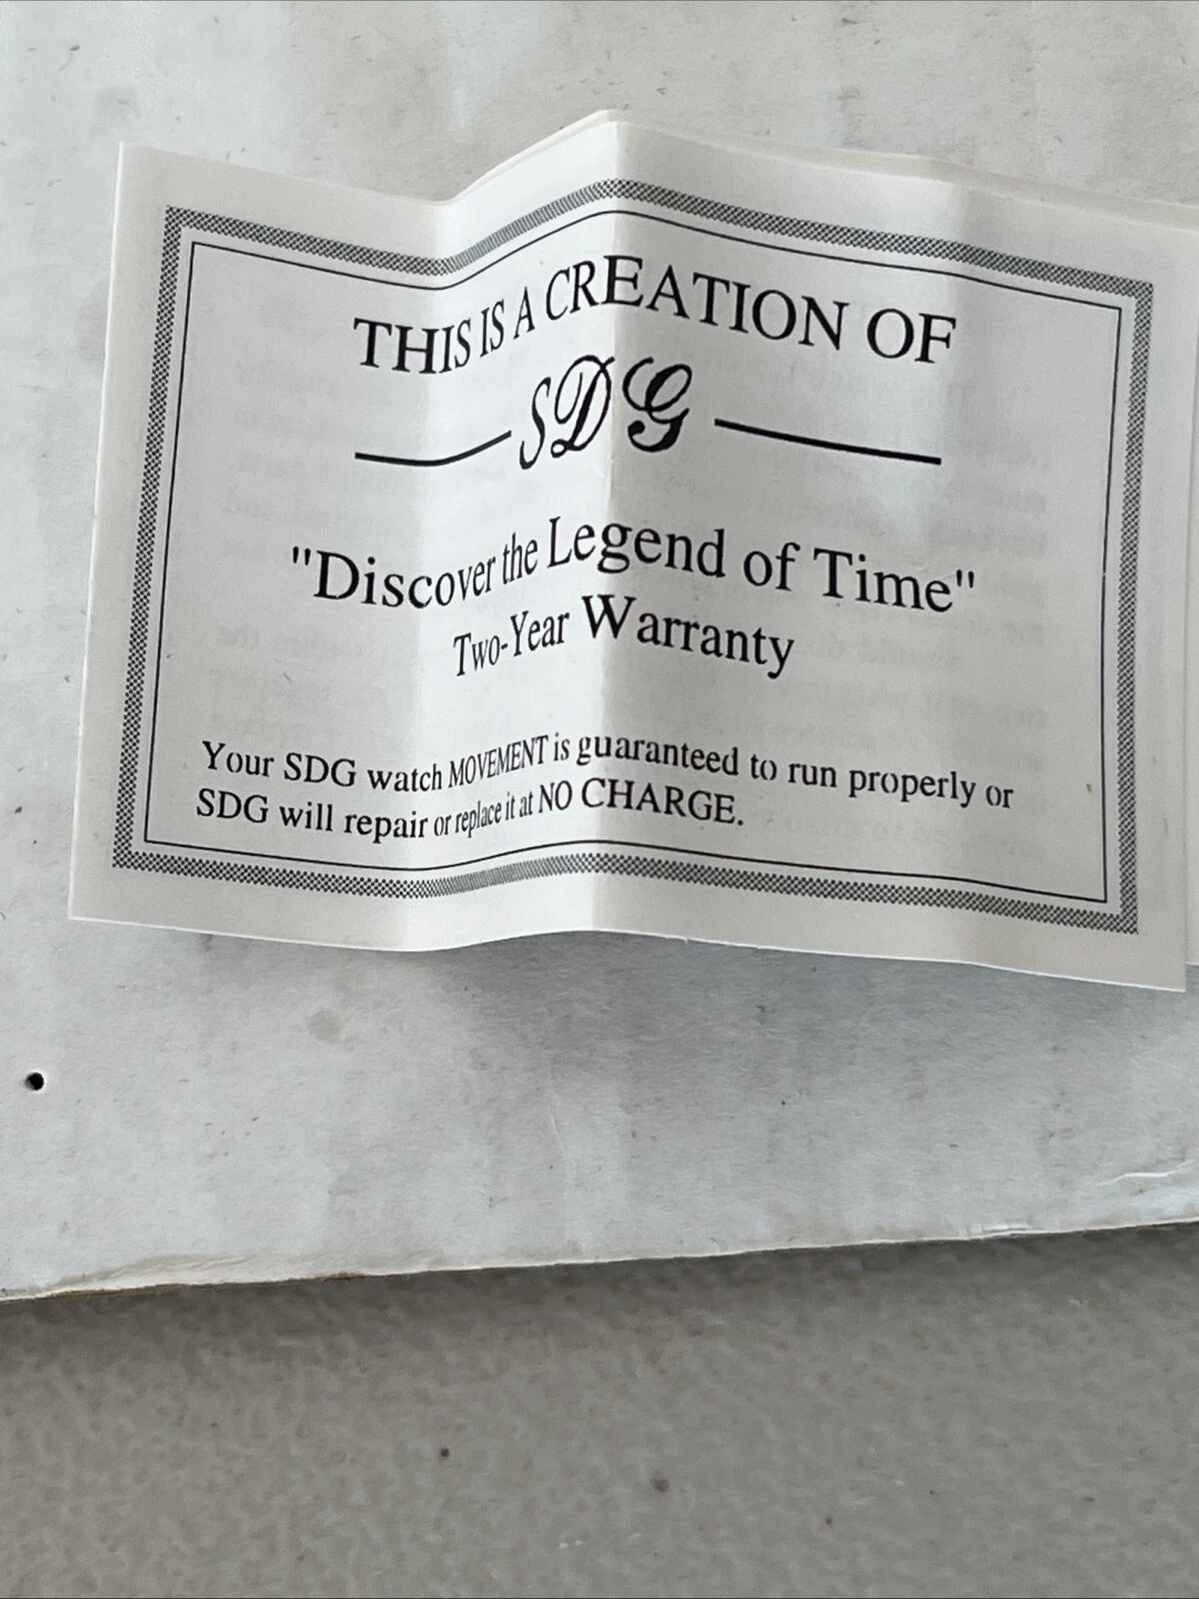 THIS IS A CREATION OF
SDG
"Discover the Legend of Time"
Two-Year Warranty
Your SDG watch MOVEMENT is guaranteed to run properly or
SDG will repair or replace it at NO CHARGE.